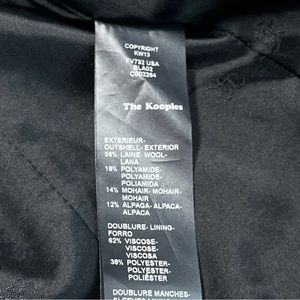 COPYRIGHT
KW13
FV732 USA
BLA02
C002264
The Kooples
EXTERIEUR-
OUTSHELL- EXTERIOR
56% LAINE- WOOL-
LANA
18% POLYAMIDE-
POLYAMIDE-
POLIAMIDA
14% MOHAIR- MOHAIR-
MOHAIR
12% ALPAGA- ALPACA-
ALPACA
DOUBLURE- LINING-
FORRO
62% VISCOSE-
VISCOSE-
VISCOSA
38% POLYESTER-
POLYESTER-
POLIÉSTER
DOUBLURE MANCHES-